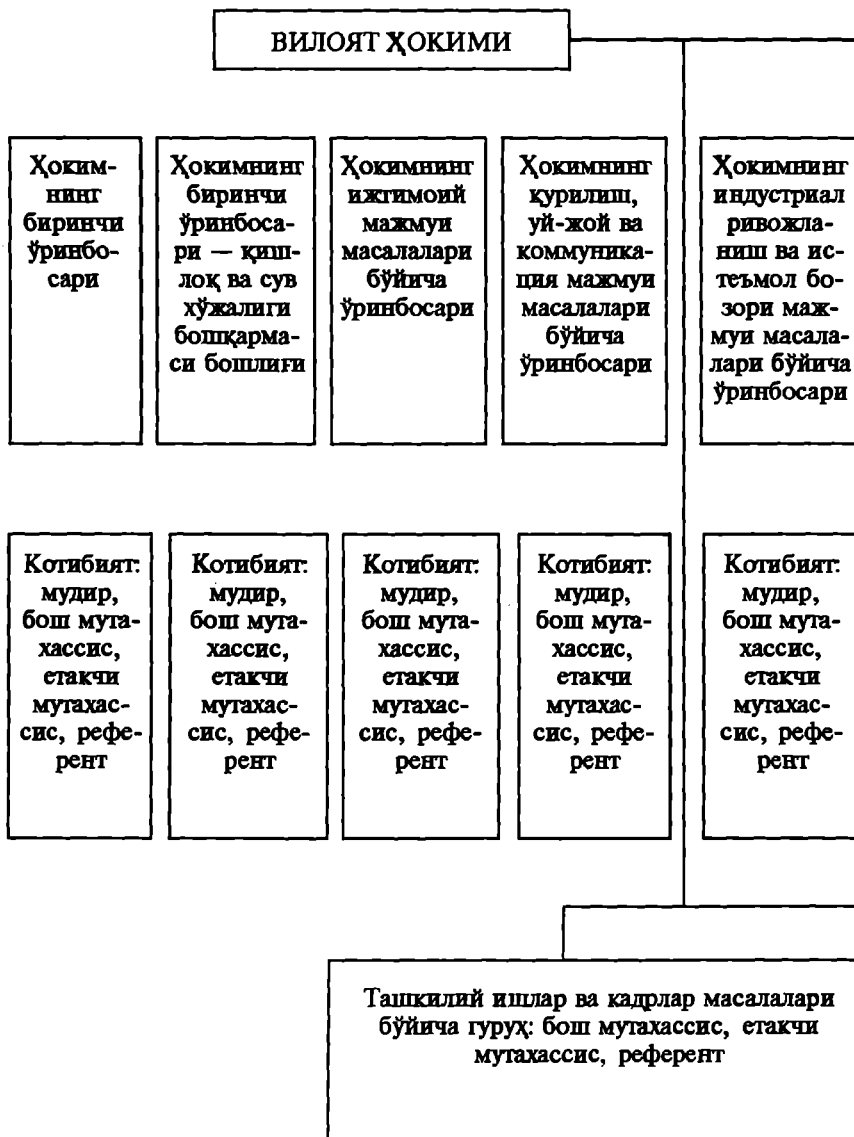 ВИЛОЯТ ҲОКИМИ
Ҳоким-
нинг
биринчи
ўринбо-
сари
Ҳокимнинг
биринчи
ўринбоса-
ри — қиш-
лоқ ва сув
хўжалиги
бошқарма-
си бошлиғи
Ҳокимнинг
ижтимоий
мажмуи
масалалари
бўйича
ўринбосари
Ҳокимнинг
қурилиш,
уй-жой ва
коммуника-
ция мажмуи
масалалари
бўйича
ўринбосари
Ҳокимнинг
индустриал
ривожла-
ниш ва ис-
теъмол бо-
зори маж-
муи масала-
лари бўйича
ўринбосари
Котибият:
мудир,
бош мута-
хассис,
етакчи
мутахас-
сис, рефе-
рент
Котибият:
мудир,
бош мута-
хассис,
етакчи
мутахас-
сис, рефе-
рент
Котибият:
мудир,
бош мута-
хассис,
етакчи
мутахас-
сис, рефе-
рент
Котибият:
мудир,
бош мута-
хассис,
етакчи
мутахас-
сис, рефе-
рент
Котибият:
мудир,
бош мута-
хассис,
етакчи
мутахас-
сис, рефе-
рент
Ташкилий ишлар ва кадрлар масалалари
бўйича гуруҳ: бош мутахассис, етакчи
мутахассис, референт